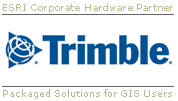 ESRI Corporate Hardware Partner
Trimble
Packaged Solutions for GIS Users